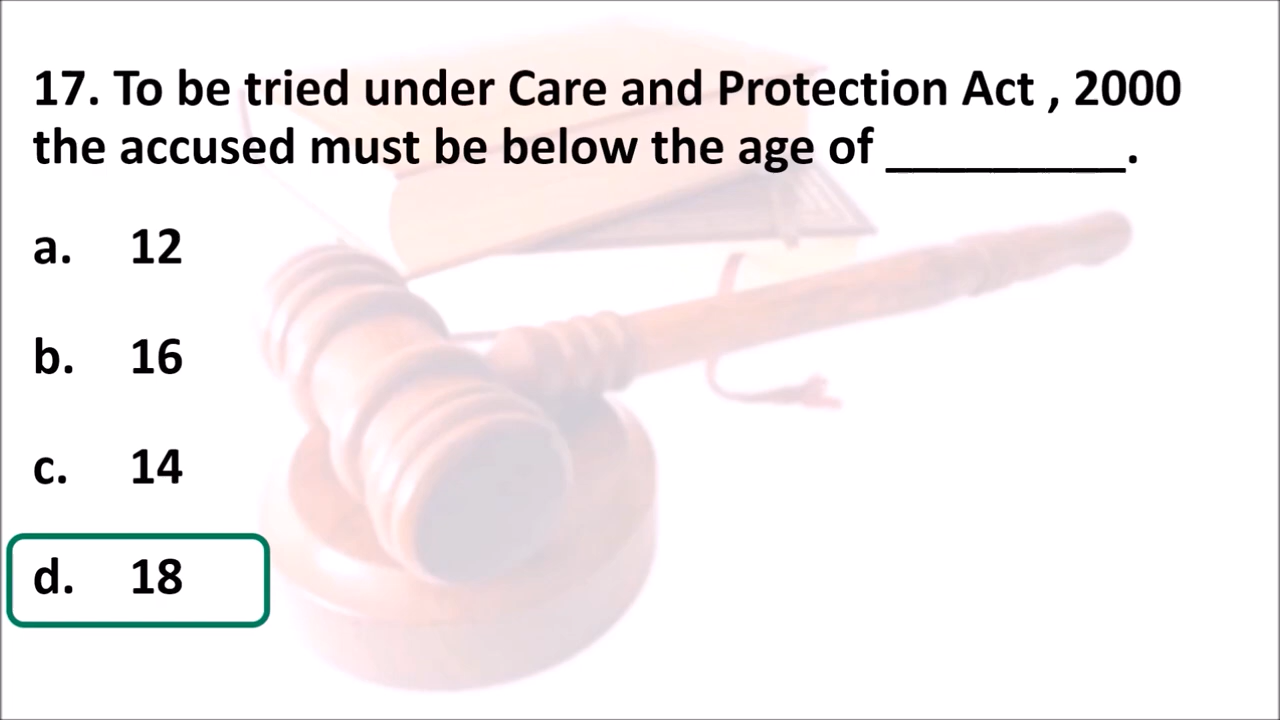 17. To be tried under Care and Protection Act , 2000
the accused must be below the age of __________.
a. 12
b. 16
c. 14
d. 18